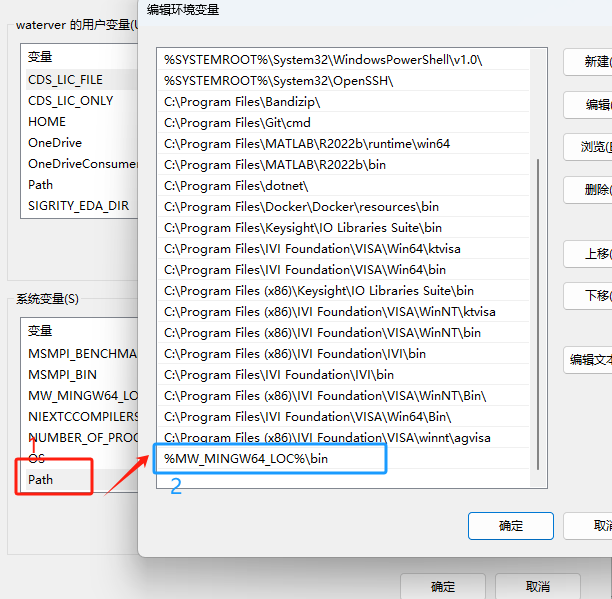 编辑环境变量
waterver 的用户变量(U
变量
CDS_LIC_FILE
CDS_LIC_ONLY
HOME
OneDrive
OneDriveConsumer
Path
SIGRITY_EDA_DIR
系统变量(S)
变量
MSMPI_BENCHMA
MSMPI_BIN
MW_MINGW64_LO
NIEXTCCOMPILERS
NUMBER_OF_PROC
1
OS
Path
%SYSTEMROOT%\System32\WindowsPowerShell\v1.0\
%SYSTEMROOT%\System32\OpenSSH\
C:\Program Files\Bandizip\
C:\Program Files\Git\cmd
C:\Program Files\MATLAB\R2022b\runtime\win64
C:\Program Files\MATLAB\R2022b\bin
C:\Program Files\dotnet\
C:\Program Files\Docker\Docker\resources\bin
C:\Program Files\Keysight\IO Libraries Suite\bin
C:\Program Files\IVI Foundation\VISA\Win64\ktvisa
C:\Program Files\IVI Foundation\VISA\Win64\bin
C:\Program Files (x86)\Keysight\IO Libraries Suite\bin
C:\Program Files (x86)\IVI Foundation\VISA\WinNT\ktvisa
C:\Program Files (x86)\IVI Foundation\VISA\WinNT\bin
C:\Program Files (x86)\IVI Foundation\IVI\bin
C:\Program Files\IVI Foundation\IVI\bin
C:\Program Files (x86)\IVI Foundation\VISA\WinNT\Bin\
C:\Program Files\IVI Foundation\VISA\Win64\Bin\
C:\Program Files (x86)\IVI Foundation\VISA\winnt\agvisa
%MW_MINGW64_LOC%\bin
2
新建(
编辑(
浏览(
删除(
上移(
下移(
编辑文本
确定
取消
确定
取消